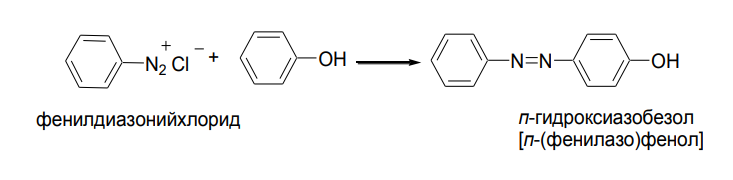 N2 Cl + – + OH N=N OH
фенилдиазонийхлорид
п-гидроксиазобезол
[п-(фенилазо)фенол]